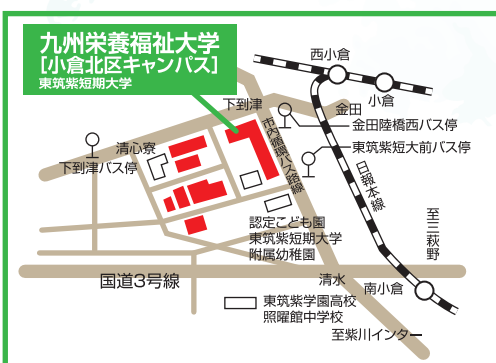 九州栄養福祉大学
[小倉北区キャンパス]
東筑紫短期大学
西小倉
小倉
下到津
金田
金田陸橋西バス停
清心寮
下到津バス停
市内循環バス路線
東筑紫短大前バス停
日報本線
至三萩野
認定こども園
東筑紫短期大学
附属幼稚園
国道3号線
清水
南小倉
東筑紫学園高校
照曜館中学校
至紫川インター